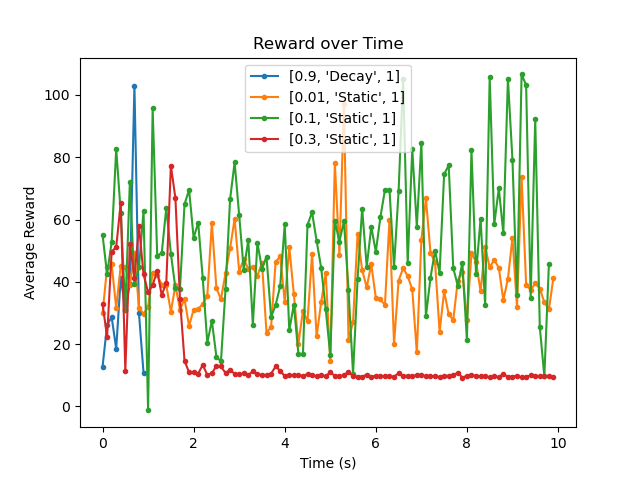 Reward over Time
[0.9, 'Decay', 1]
[0.01, 'Static', 1]
[0.1, 'Static', 1]
[0.3, 'Static', 1]
Average Reward
100
80
60
40
20
0
0 2 4 6 8 10
Time (s)